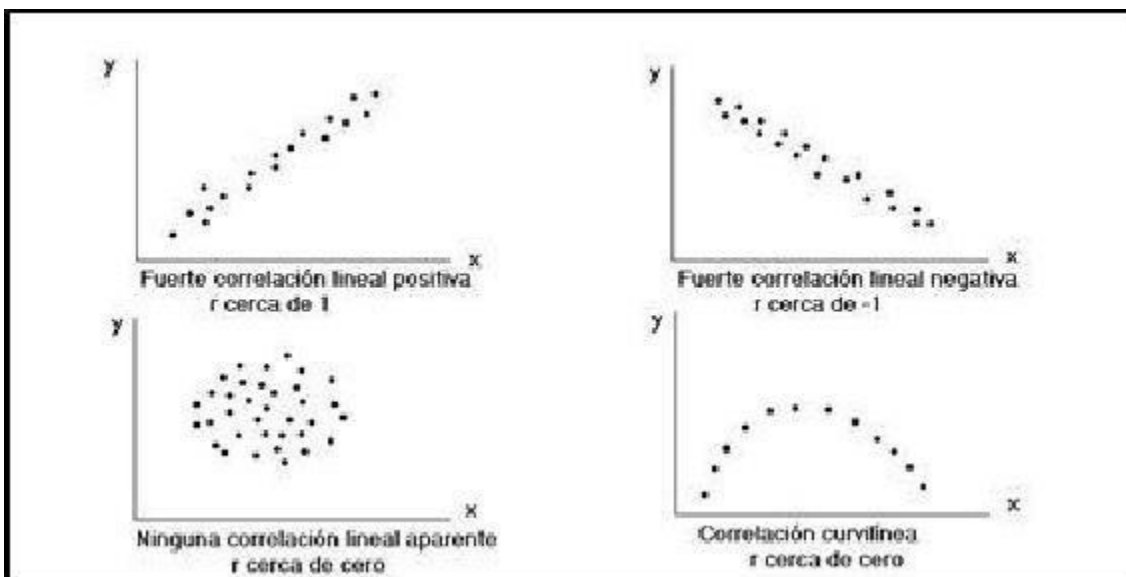 y
x
Fuerte correlación lineal positiva
r cerca de 1
y
x
Fuerte correlación lineal negativa
r cerca de -1
y
x
Ninguna correlación lineal aparente
r cerca de cero
y
x
Correlación curvilínea
r cerca de cero